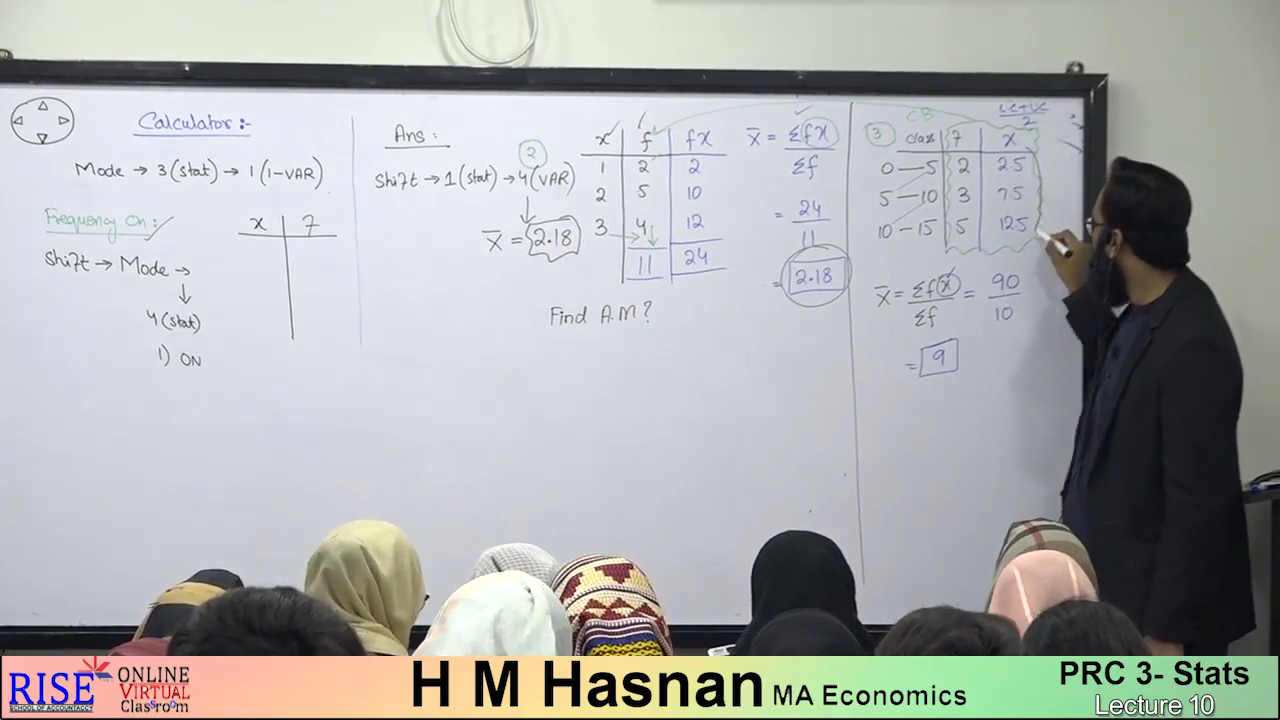 Calculator:-
Mode → 3(stat) → 1(1-VAR)
Frequency On:
Shift → Mode →
4(stat)
1) ON
x f
Ans:
2
Shift → 1(stat) → 4(VAR)
x̄ = 2.18
x f fx
1 2 2
2 5 10
3 4 12
11 24
Find A.M?
x̄ = Σfx / Σf
= 24 / 11
= 2.18
CB
3
class f x
0 — 5 2 2.5
5 — 10 3 7.5
10 — 15 5 12.5
x̄ = Σf(x) / Σf = 90 / 10
= 9
RISE
SCHOOL OF ACCOUNTANCY
ONLINE
VIRTUAL
Classroom
H M Hasnan MA Economics
PRC 3- Stats
Lecture 10